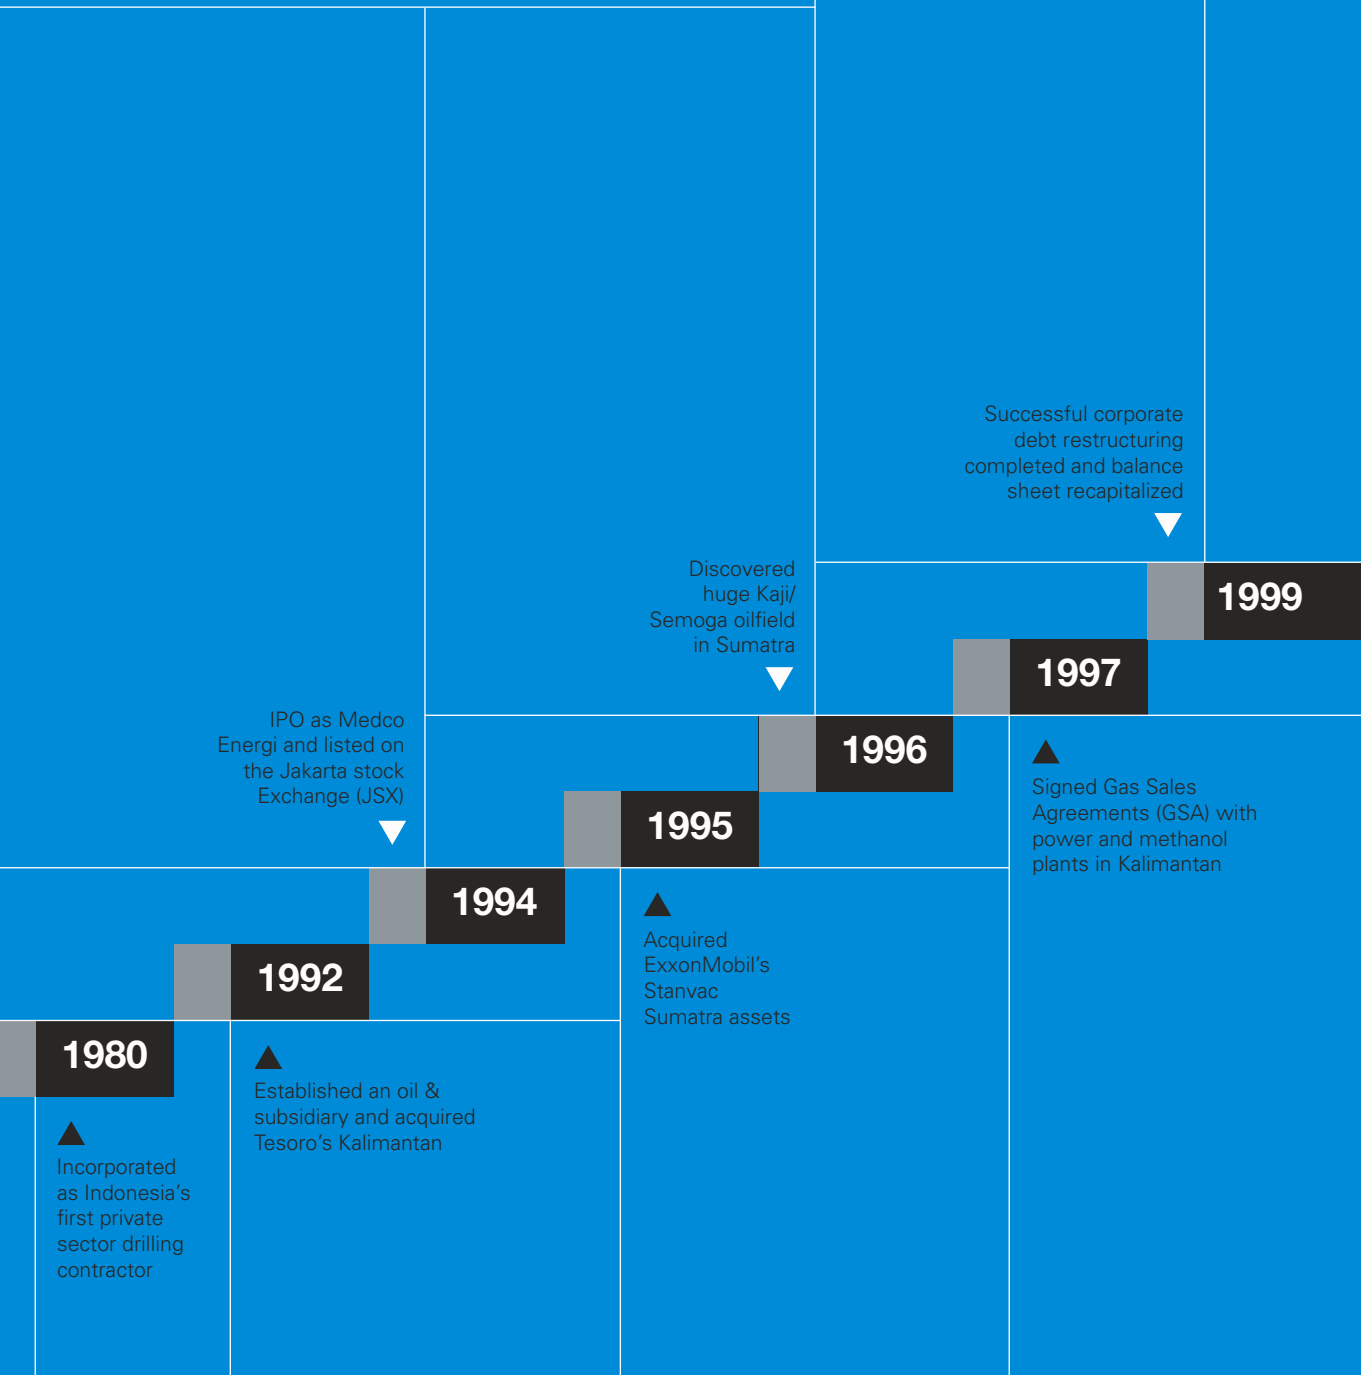 Successful corporate
debt restructuring
completed and balance
sheet recapitalized
1999
Discovered
huge Kaji/
Semoga oilfield
in Sumatra
1997
IPO as Medco
Energi and listed on
the Jakarta stock
Exchange (JSX)
1996
Signed Gas Sales
Agreements (GSA) with
power and methanol
plants in Kalimantan
1995
1994
Acquired
ExxonMobil’s
Stanvac
Sumatra assets
1992
1980
Established an oil &
subsidiary and acquired
Tesoro’s Kalimantan
Incorporated
as Indonesia’s
first private
sector drilling
contractor